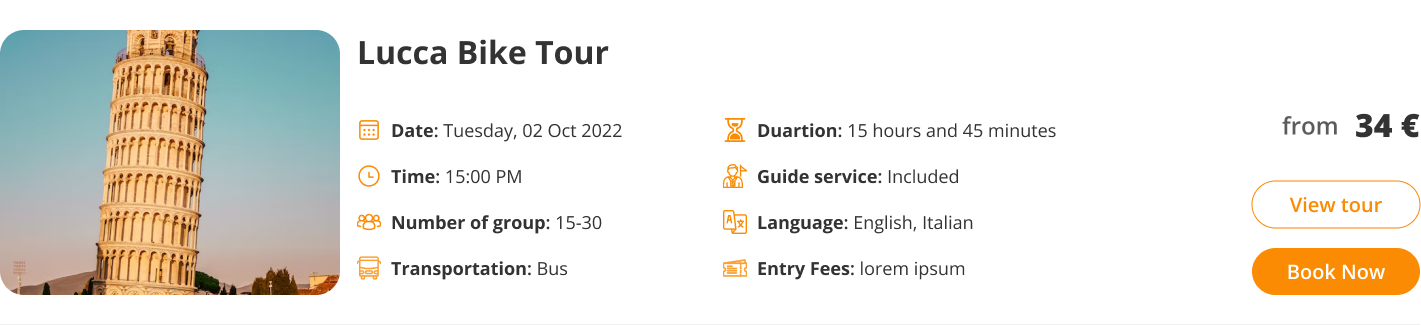 Lucca Bike Tour
Date: Tuesday, 02 Oct 2022
Duartion: 15 hours and 45 minutes
from 34 €
Time: 15:00 PM
Guide service: Included
Number of group: 15-30
Language: English, Italian
View tour
Transportation: Bus
Entry Fees: lorem ipsum
Book Now